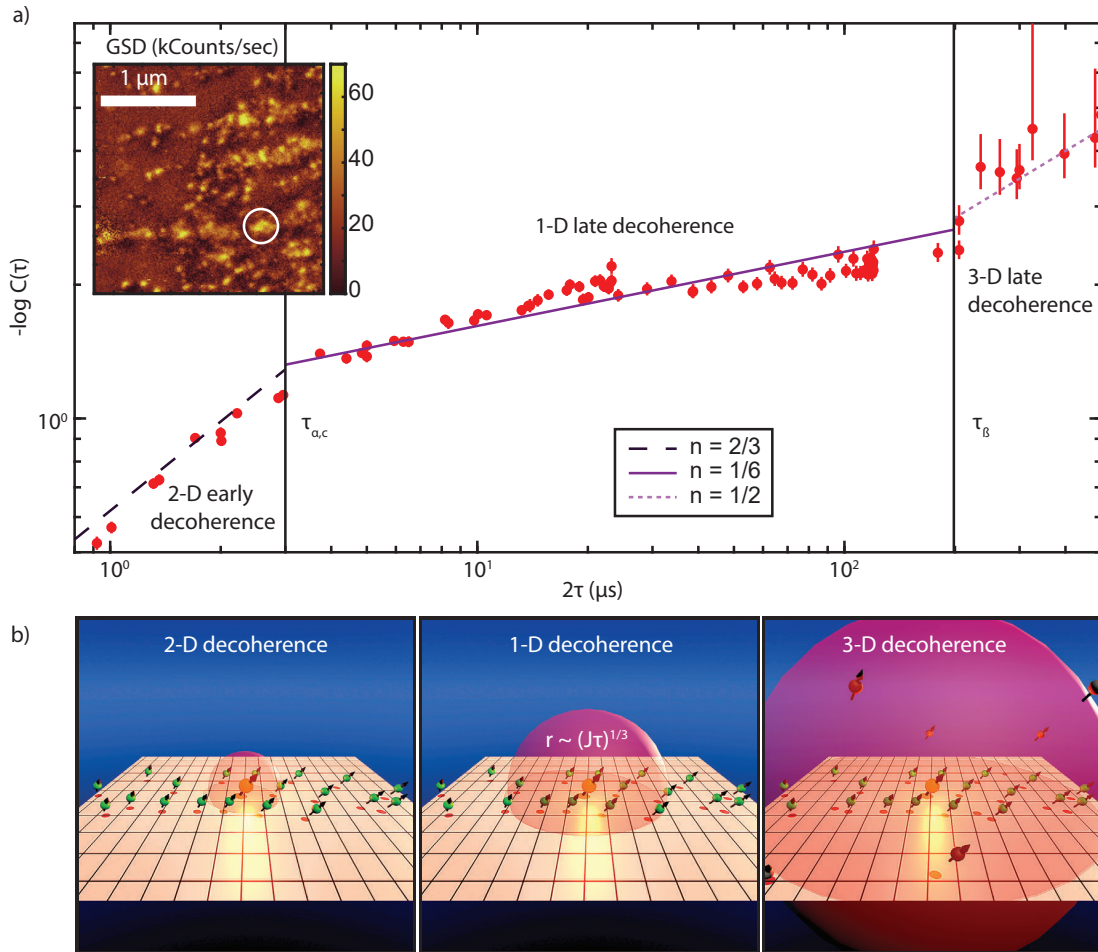 a)
GSD (kCounts/sec)
1 μm
60
40
20
0
-log C(τ)
10⁰
1-D late decoherence
3-D late
decoherence
2-D early
decoherence
τα,c
τß
n = 2/3
n = 1/6
n = 1/2
10⁰
10¹
10²
2τ (μs)
b)
2-D decoherence
1-D decoherence
3-D decoherence
r ~ (Jτ)¹/³